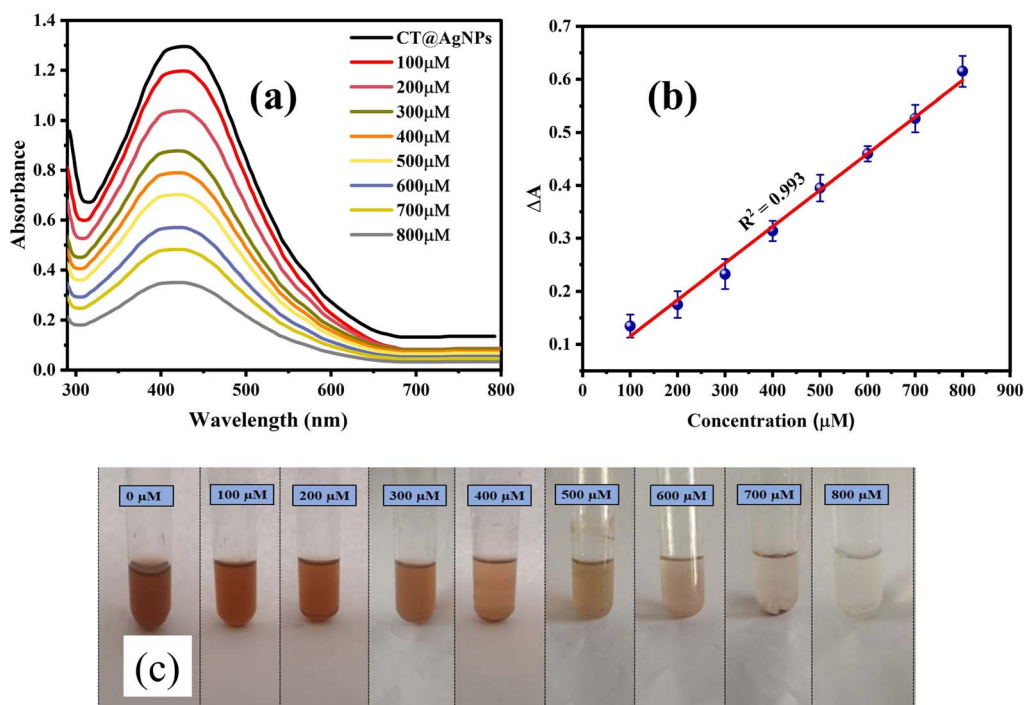 (a)
1.4
1.2
1.0
0.8
0.6
0.4
0.2
0.0
Absorbance
300
400
500
600
700
800
Wavelength (nm)
CT@AgNPs
100μM
200μM
300μM
400μM
500μM
600μM
700μM
800μM
(b)
0.7
0.6
0.5
0.4
0.3
0.2
0.1
ΔA
R² = 0.993
0
100
200
300
400
500
600
700
800
900
Concentration (μM)
0 μM
100 μM
200 μM
300 μM
400 μM
500 μM
600 μM
700 μM
800 μM
(c)